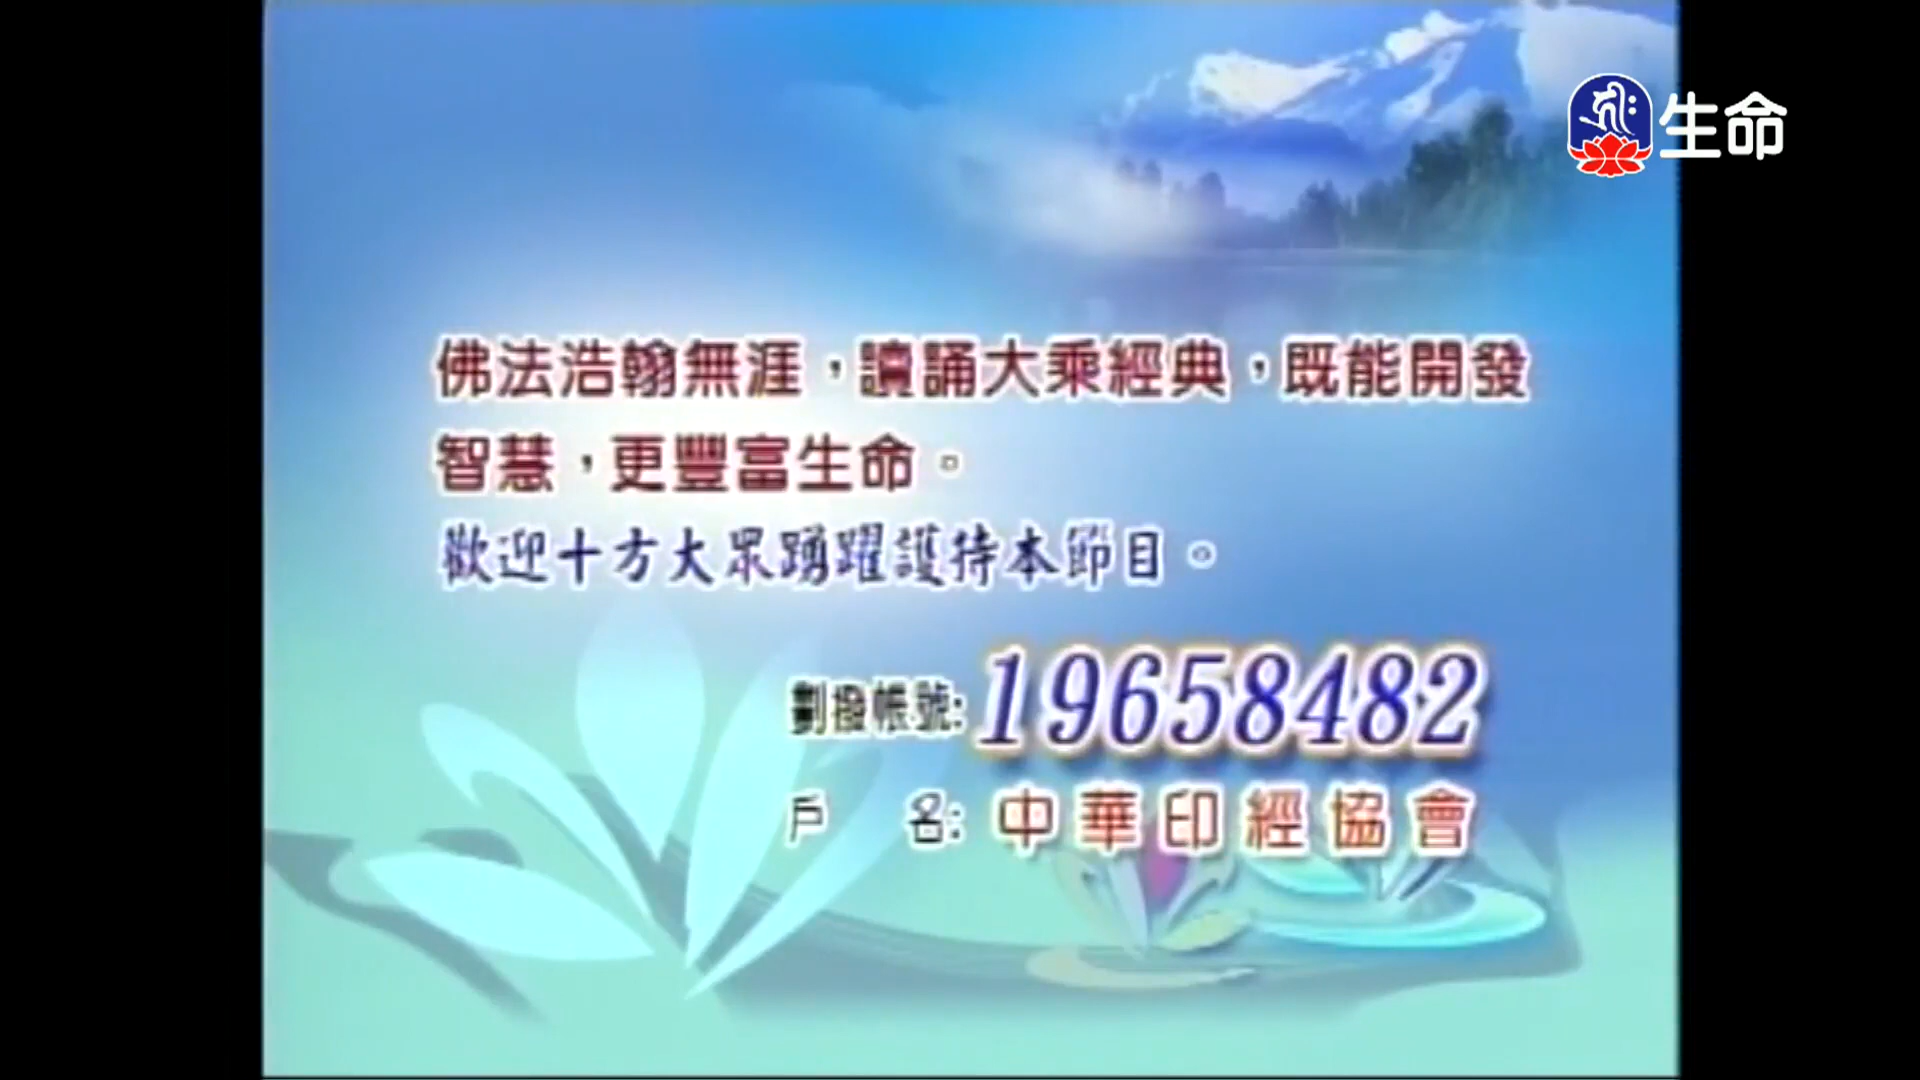 生命
佛法浩翰無涯，讀誦大乘經典，既能開發
智慧，更豐富生命。
歡迎十方大眾踴躍護持本節目。
劃撥帳號:19658482
戶 名:中華印經協會